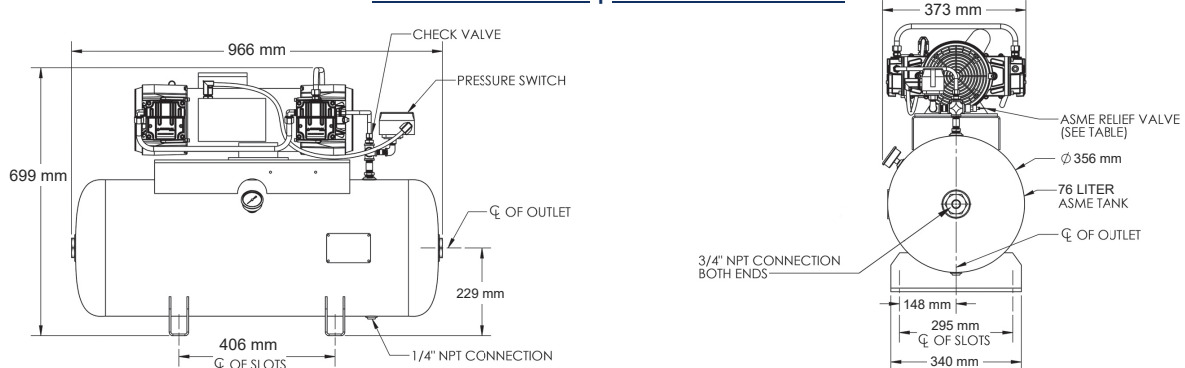 966 mm
CHECK VALVE
PRESSURE SWITCH
699 mm
℄ OF OUTLET
229 mm
406 mm
℄ OF SLOTS
1/4" NPT CONNECTION
373 mm
ASME RELIEF VALVE
(SEE TABLE)
∅ 356 mm
76 LITER
ASME TANK
℄ OF OUTLET
3/4" NPT CONNECTION
BOTH ENDS
148 mm
295 mm
℄ OF SLOTS
340 mm